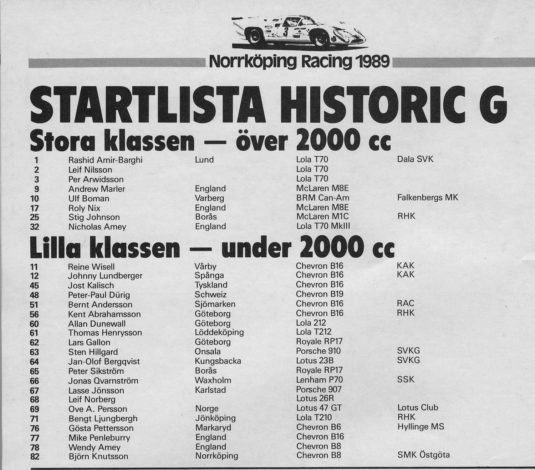 Norrköping Racing 1989
STARTLISTA HISTORIC G
Stora klassen — över 2000 cc
1 Rashid Amir-Barghi Lund Lola T70 Dala SVK
2 Leif Nilsson Lola T70
3 Per Arwidsson Lola T70
9 Andrew Marler England McLaren M8E
10 Ulf Boman Varberg BRM Can-Am Falkenbergs MK
17 Roly Nix England McLaren M8E
25 Stig Johnson Borås McLaren M1C RHK
32 Nicholas Amey England Lola T70 MkIII
Lilla klassen — under 2000 cc
11 Reine Wisell Vårby Chevron B16 KAK
12 Johnny Lundberger Spånga Chevron B16 KAK
45 Jost Kalisch Tyskland Chevron B16
48 Peter-Paul Dürig Schweiz Chevron B19
51 Bernt Andersson Sjömarken Chevron B16 RAC
56 Kent Abrahamsson Göteborg Chevron B16 RHK
60 Allan Dunewall Göteborg Lola 212
61 Thomas Henrysson Löddeköping Lola T212
62 Lars Gallon Göteborg Royale RP17
63 Sten Hillgard Onsala Porsche 910 SVKG
64 Jan-Olof Bergqvist Kungsbacka Lotus 23B SVKG
65 Peter Sikström Borås Royale RP17
66 Jonas Qvarnström Waxholm Lenham P70 SSK
67 Lasse Jönsson Karlstad Porsche 907
68 Leif Norberg Lotus 26R
69 Ove A. Persson Norge Lotus 47 GT Lotus Club
71 Bengt Ljungbergh Jönköping Lola T210 RHK
76 Gösta Pettersson Markaryd Chevron B6 Hyllinge MS
77 Mike Penleburry England Chevron B16
78 Wendy Amey England Chevron B8
82 Björn Knutsson Norrköping Chevron B8 SMK Östgöta